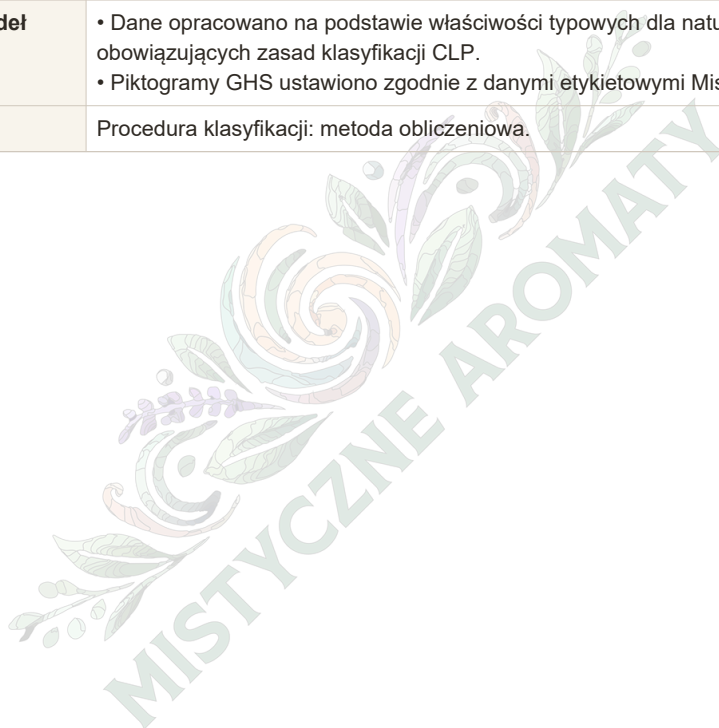 deł
• Dane opracowano na podstawie właściwości typowych dla natu
obowiązujących zasad klasyfikacji CLP.
• Piktogramy GHS ustawiono zgodnie z danymi etykietowymi Mis
Procedura klasyfikacji: metoda obliczeniowa.
MISTYCZNE AROMATY